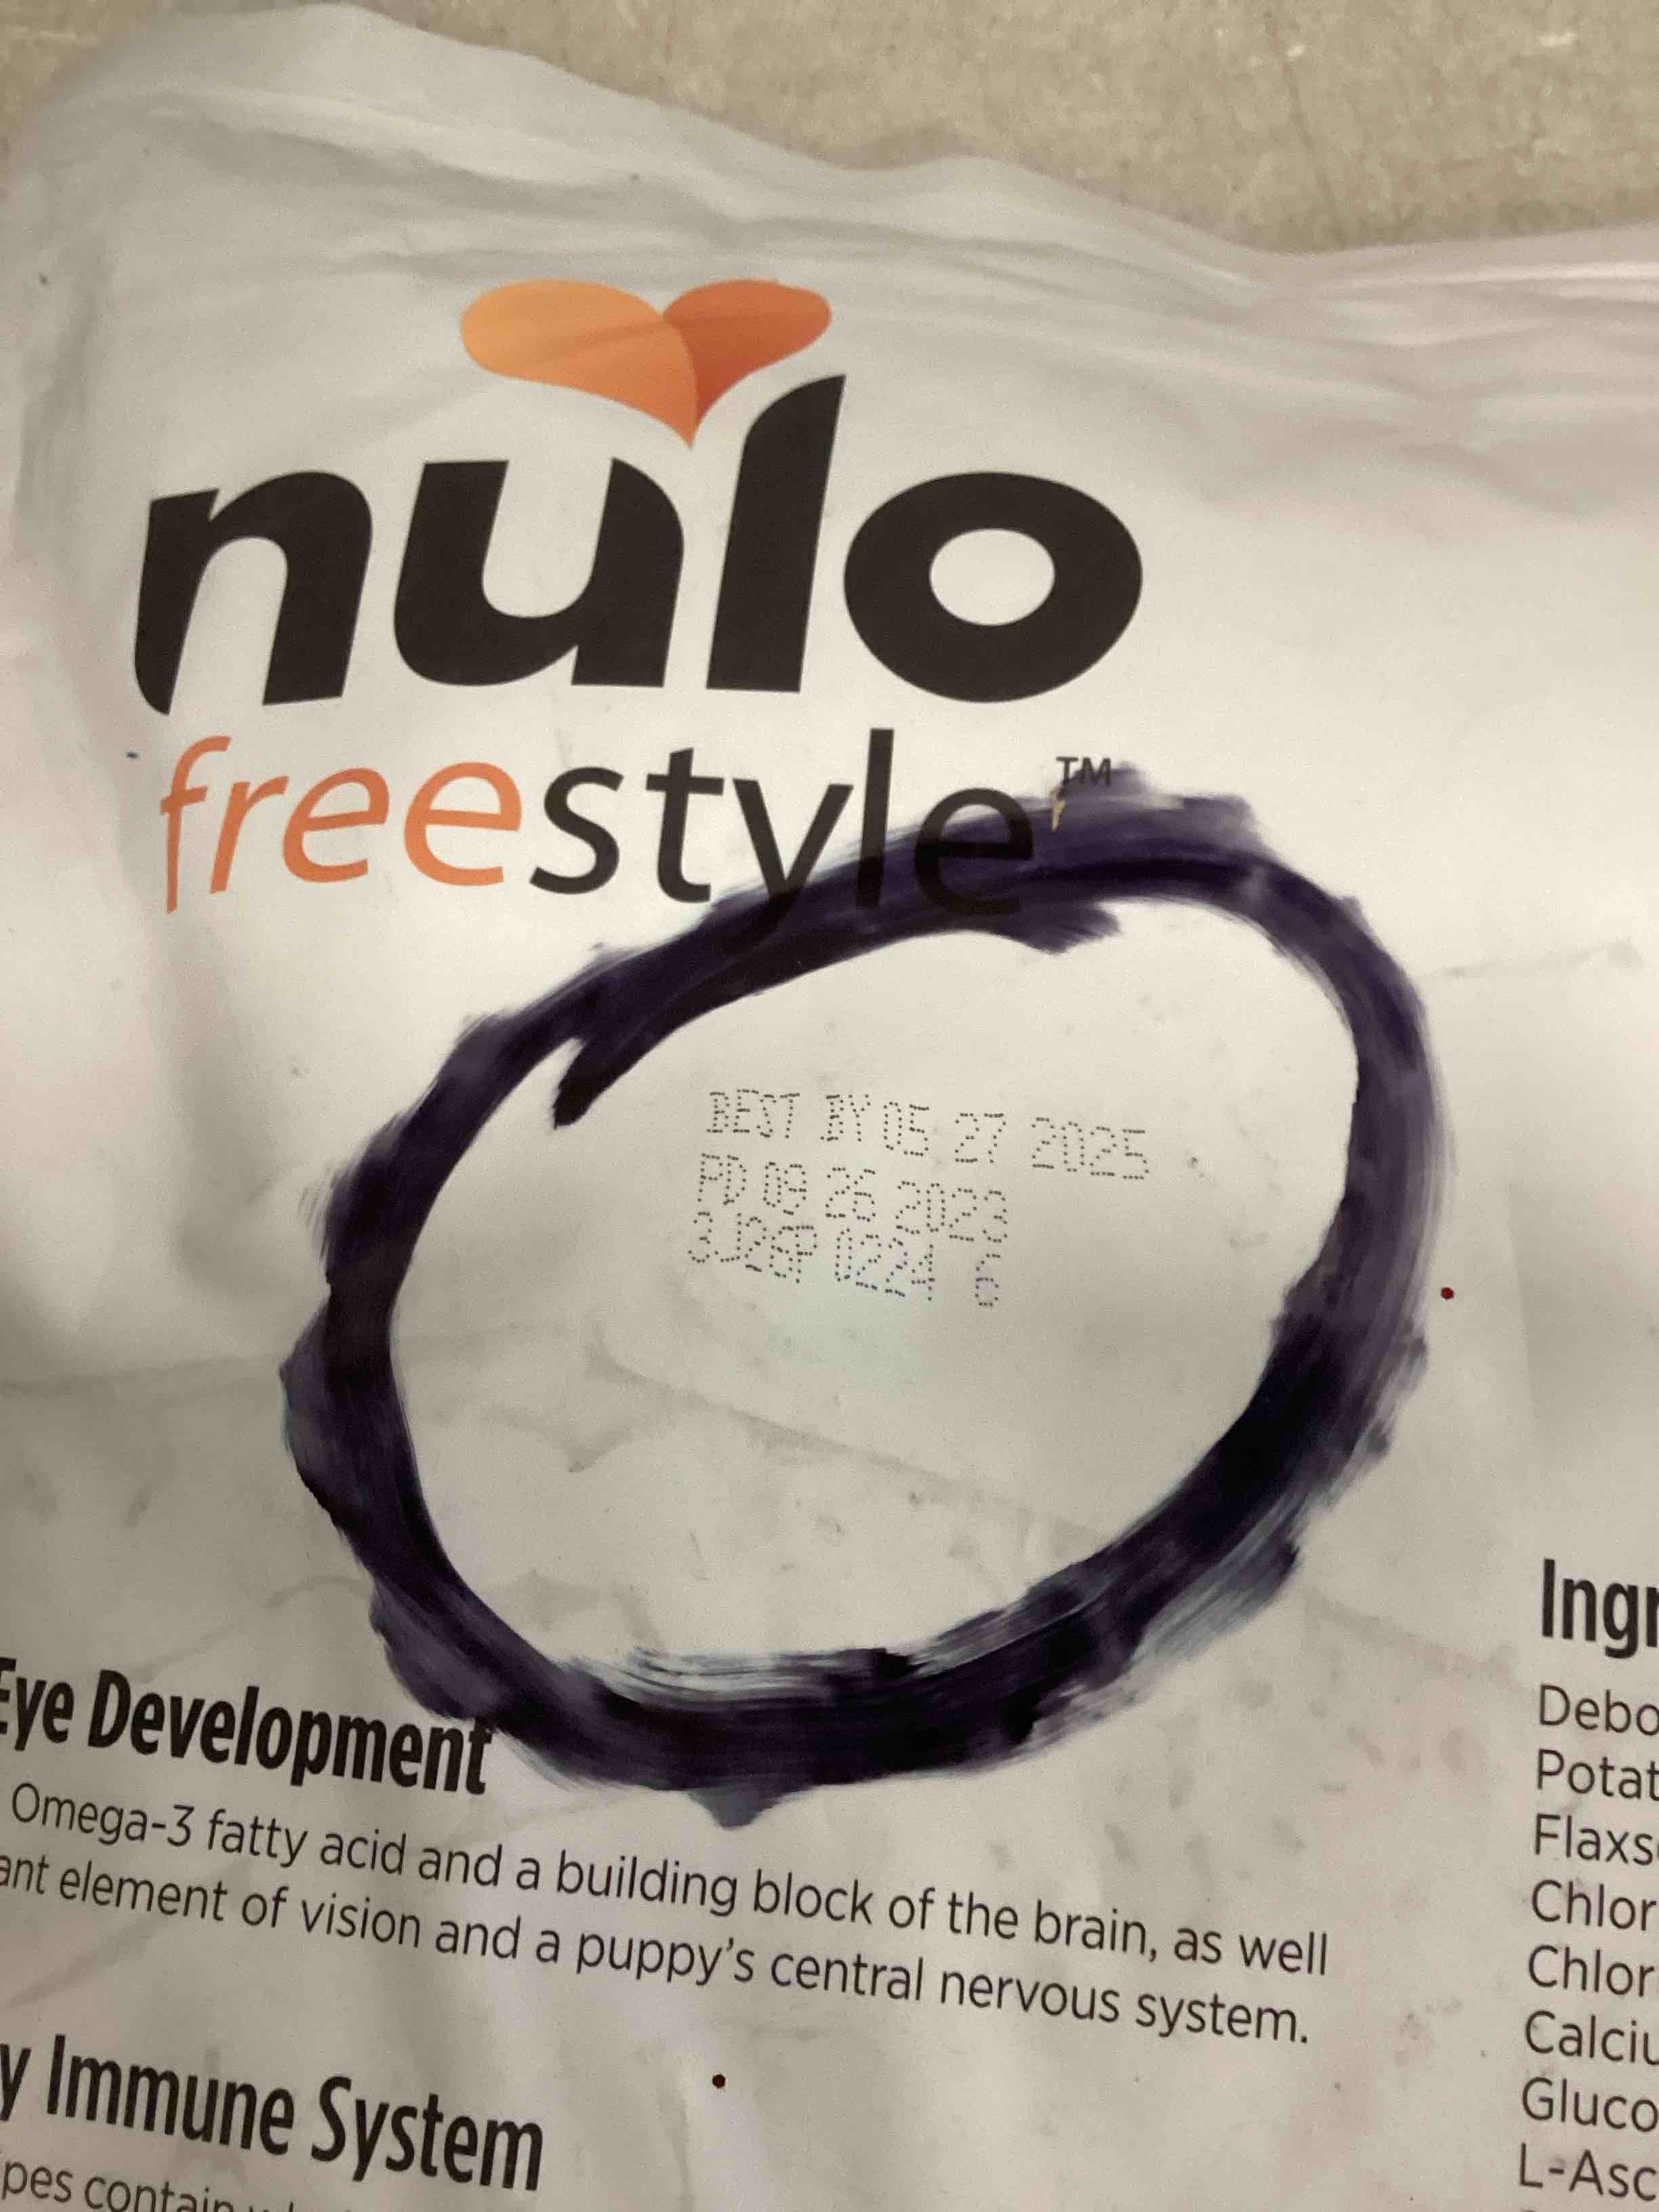 nulo
freestyle™
BEST BY 05 27 2025
PD 09 26 2023
3J26P 0224 6
Eye Development
Omega-3 fatty acid and a building block of the brain, as well
ant element of vision and a puppy's central nervous system.
y Immune System
ipes contain
Ingr
Debo
Potat
Flaxs
Chlor
Chlor
Calciu
Gluco
L-Asc